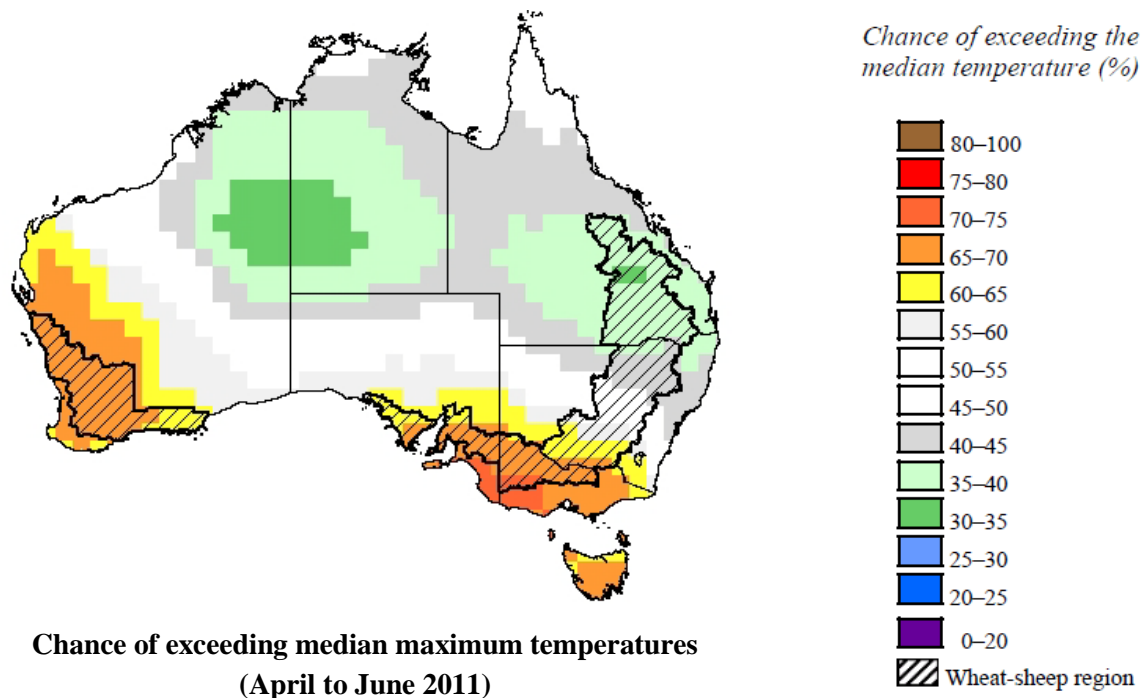 Chance of exceeding the
median temperature (%)
80–100
75–80
70–75
65–70
60–65
55–60
50–55
45–50
40–45
35–40
30–35
25–30
20–25
0–20
Wheat-sheep region
Chance of exceeding median maximum temperatures
(April to June 2011)